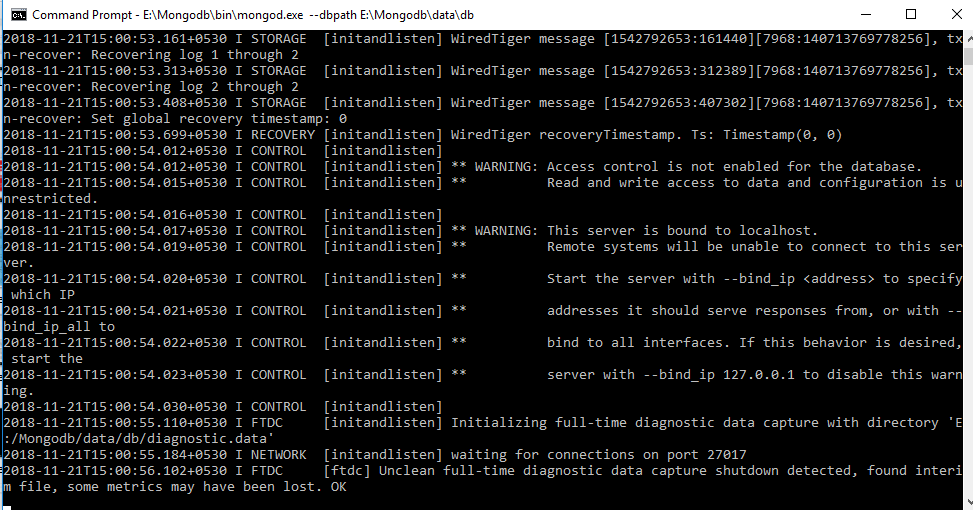 Command Prompt - E:\Mongodb\bin\mongod.exe --dbpath E:\Mongodb\data\db
2018-11-21T15:00:53.161+0530 I STORAGE  [initandlisten] WiredTiger message [1542792653:161440][7968:140713769778256], tx
n-recover: Recovering log 1 through 2
2018-11-21T15:00:53.313+0530 I STORAGE  [initandlisten] WiredTiger message [1542792653:312389][7968:140713769778256], tx
n-recover: Recovering log 2 through 2
2018-11-21T15:00:53.408+0530 I STORAGE  [initandlisten] WiredTiger message [1542792653:407302][7968:140713769778256], tx
n-recover: Set global recovery timestamp: 0
2018-11-21T15:00:53.699+0530 I RECOVERY [initandlisten] WiredTiger recoveryTimestamp. Ts: Timestamp(0, 0)
2018-11-21T15:00:54.012+0530 I CONTROL  [initandlisten]
2018-11-21T15:00:54.012+0530 I CONTROL  [initandlisten] ** WARNING: Access control is not enabled for the database.
2018-11-21T15:00:54.015+0530 I CONTROL  [initandlisten] **          Read and write access to data and configuration is u
nrestricted.
2018-11-21T15:00:54.016+0530 I CONTROL  [initandlisten]
2018-11-21T15:00:54.017+0530 I CONTROL  [initandlisten] ** WARNING: This server is bound to localhost.
2018-11-21T15:00:54.019+0530 I CONTROL  [initandlisten] **          Remote systems will be unable to connect to this ser
ver.
2018-11-21T15:00:54.020+0530 I CONTROL  [initandlisten] **          Start the server with --bind_ip <address> to specify
 which IP
2018-11-21T15:00:54.021+0530 I CONTROL  [initandlisten] **          addresses it should serve responses from, or with --
bind_ip_all to
2018-11-21T15:00:54.022+0530 I CONTROL  [initandlisten] **          bind to all interfaces. If this behavior is desired,
 start the
2018-11-21T15:00:54.023+0530 I CONTROL  [initandlisten] **          server with --bind_ip 127.0.0.1 to disable this warn
ing.
2018-11-21T15:00:54.030+0530 I CONTROL  [initandlisten]
2018-11-21T15:00:55.110+0530 I FTDC     [initandlisten] Initializing full-time diagnostic data capture with directory 'E
:/Mongodb/data/db/diagnostic.data'
2018-11-21T15:00:55.184+0530 I NETWORK  [initandlisten] waiting for connections on port 27017
2018-11-21T15:00:56.102+0530 I FTDC     [ftdc] Unclean full-time diagnostic data capture shutdown detected, found interi
m file, some metrics may have been lost. OK